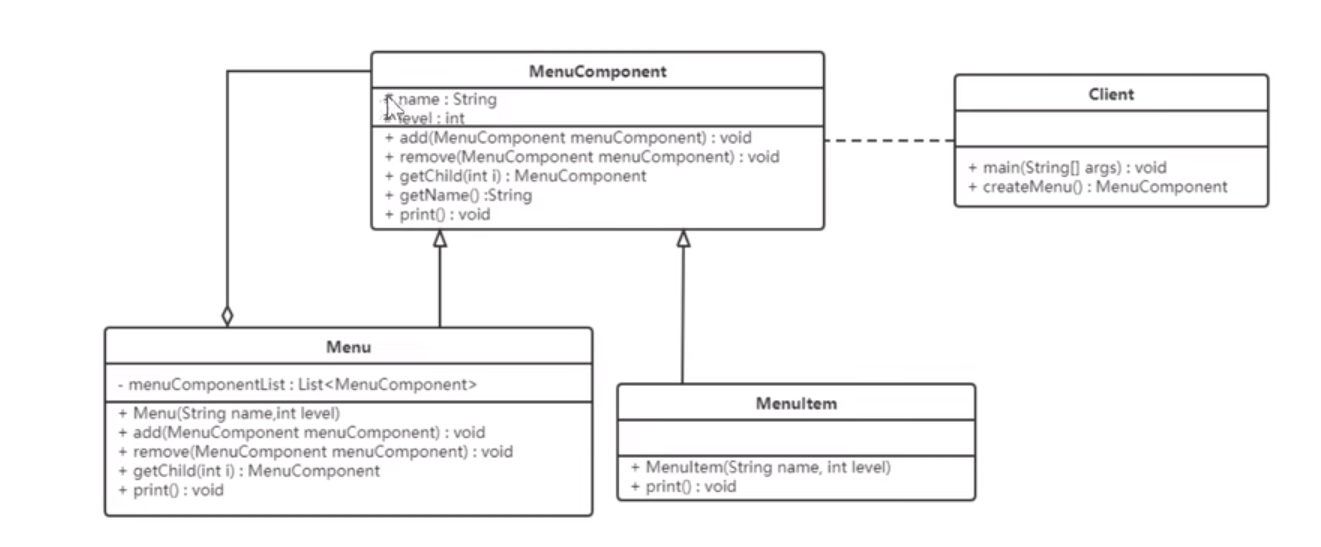 MenuComponent
name : String
level : int
+ add(MenuComponent menuComponent) : void
+ remove(MenuComponent menuComponent) : void
+ getChild(int i) : MenuComponent
+ getName() :String
+ print() : void
Client
+ main(String[] args) : void
+ createMenu() : MenuComponent
Menu
- menuComponentList : List<MenuComponent>
+ Menu(String name,int level)
+ add(MenuComponent menuComponent) : void
+ remove(MenuComponent menuComponent) : void
+ getChild(int i) : MenuComponent
+ print() : void
MenuItem
+ MenuItem(String name, int level)
+ print() : void